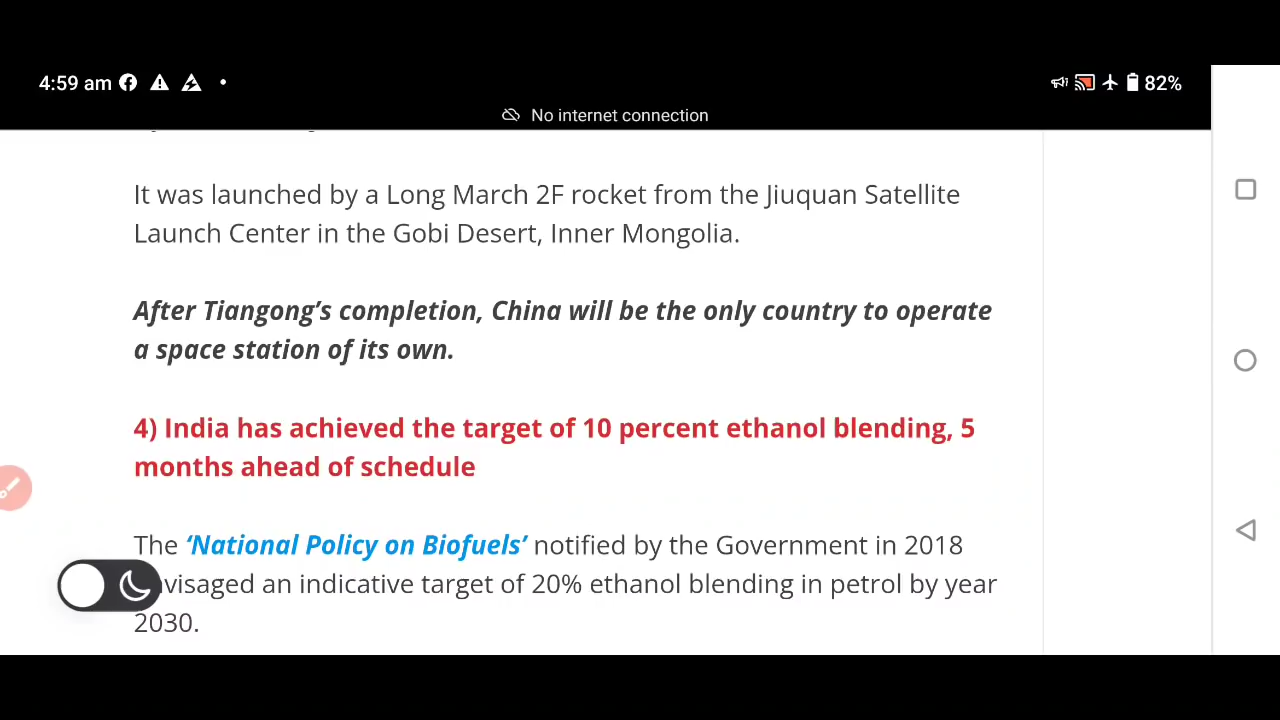 4:59 am
82%
No internet connection
It was launched by a Long March 2F rocket from the Jiuquan Satellite
Launch Center in the Gobi Desert, Inner Mongolia.
After Tiangong’s completion, China will be the only country to operate
a space station of its own.
4) India has achieved the target of 10 percent ethanol blending, 5
months ahead of schedule
The ‘National Policy on Biofuels’ notified by the Government in 2018
visaged an indicative target of 20% ethanol blending in petrol by year
2030.